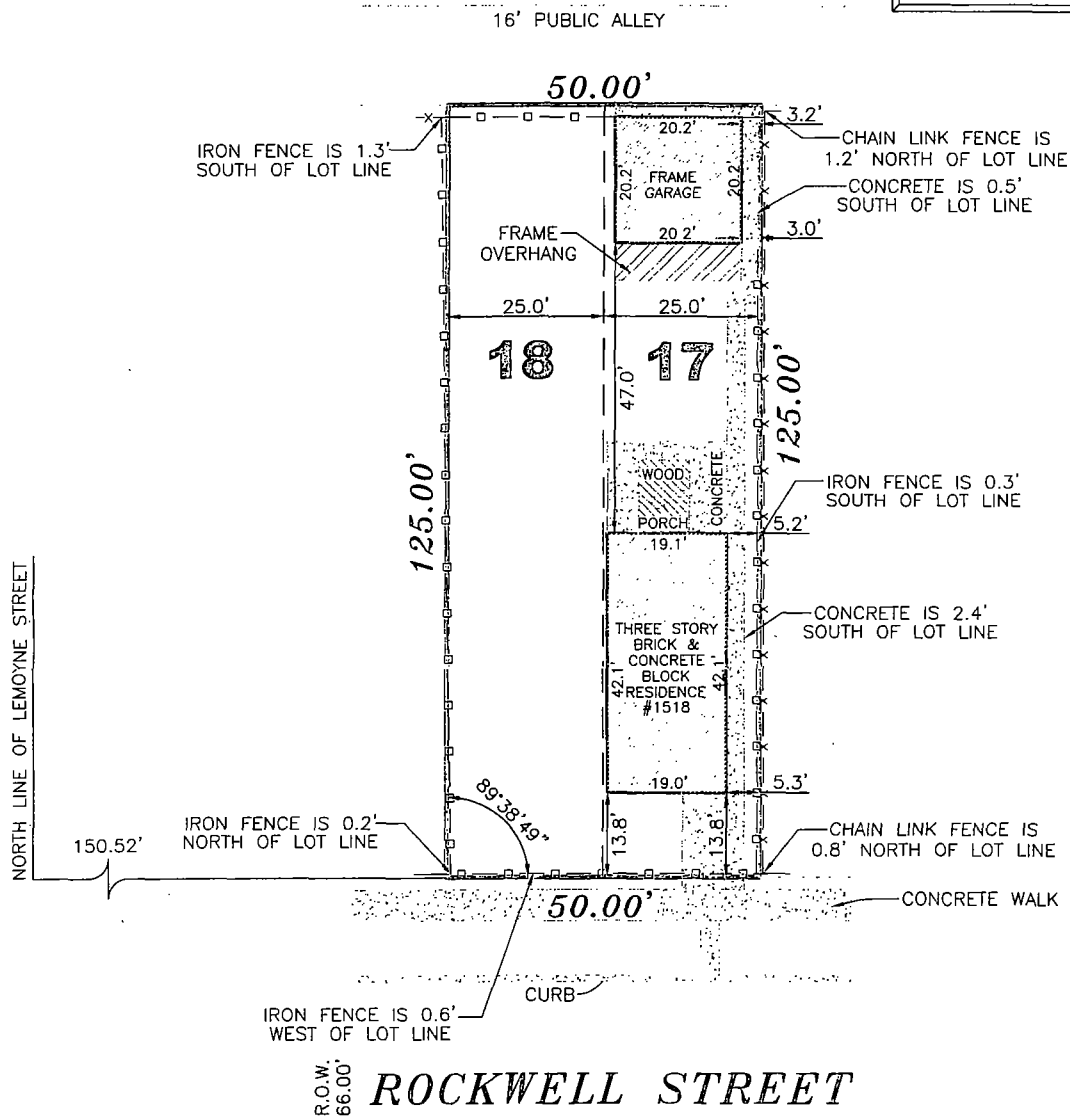 16' PUBLIC ALLEY
50.00'
IRON FENCE IS 1.3'
SOUTH OF LOT LINE
20.2'
3.2'
CHAIN LINK FENCE IS
1.2' NORTH OF LOT LINE
20.2'
FRAME
GARAGE
20.2'
CONCRETE IS 0.5'
SOUTH OF LOT LINE
20.2'
3.0'
FRAME
OVERHANG
25.0'
25.0'
18
17
47.0'
125.00'
125.00'
WOOD
PORCH
CONCRETE
IRON FENCE IS 0.3'
SOUTH OF LOT LINE
5.2'
19.1'
NORTH LINE OF LEMOYNE STREET
THREE STORY
BRICK &
CONCRETE
BLOCK
RESIDENCE
#1518
42.1'
42.1'
CONCRETE IS 2.4'
SOUTH OF LOT LINE
19.0'
5.3'
89°38'49"
13.8'
13.8'
IRON FENCE IS 0.2'
NORTH OF LOT LINE
150.52'
CHAIN LINK FENCE IS
0.8' NORTH OF LOT LINE
50.00'
CONCRETE WALK
CURB
IRON FENCE IS 0.6'
WEST OF LOT LINE
R.O.W.
66.00'
ROCKWELL STREET